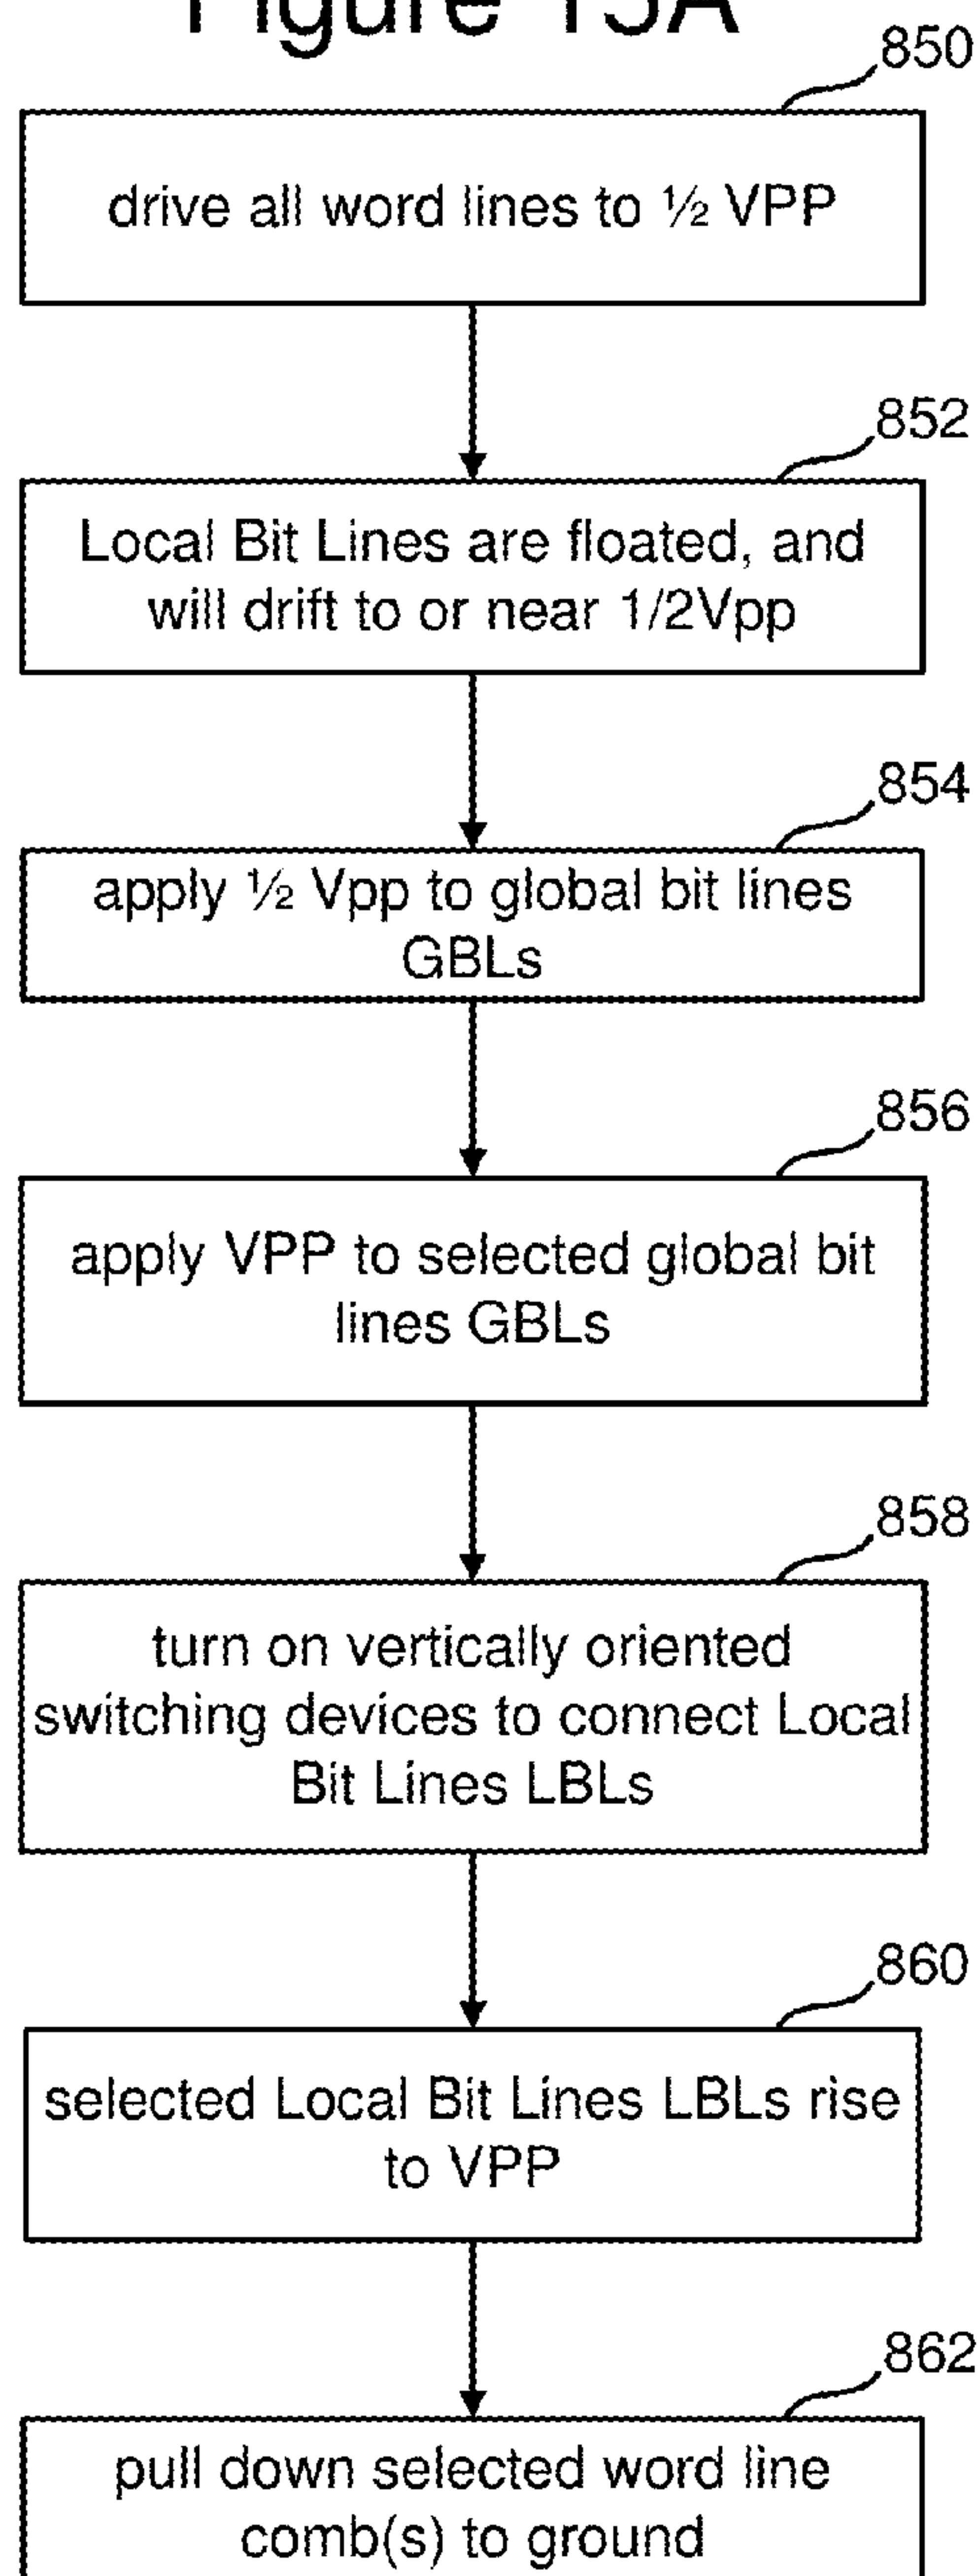 Figure 15A
850
drive all word lines to ½ VPP
852
Local Bit Lines are floated, and
will drift to or near 1/2Vpp
854
apply ½ Vpp to global bit lines
GBLs
856
apply VPP to selected global bit
lines GBLs
858
turn on vertically oriented
switching devices to connect Local
Bit Lines LBLs
860
selected Local Bit Lines LBLs rise
to VPP
862
pull down selected word line
comb(s) to ground